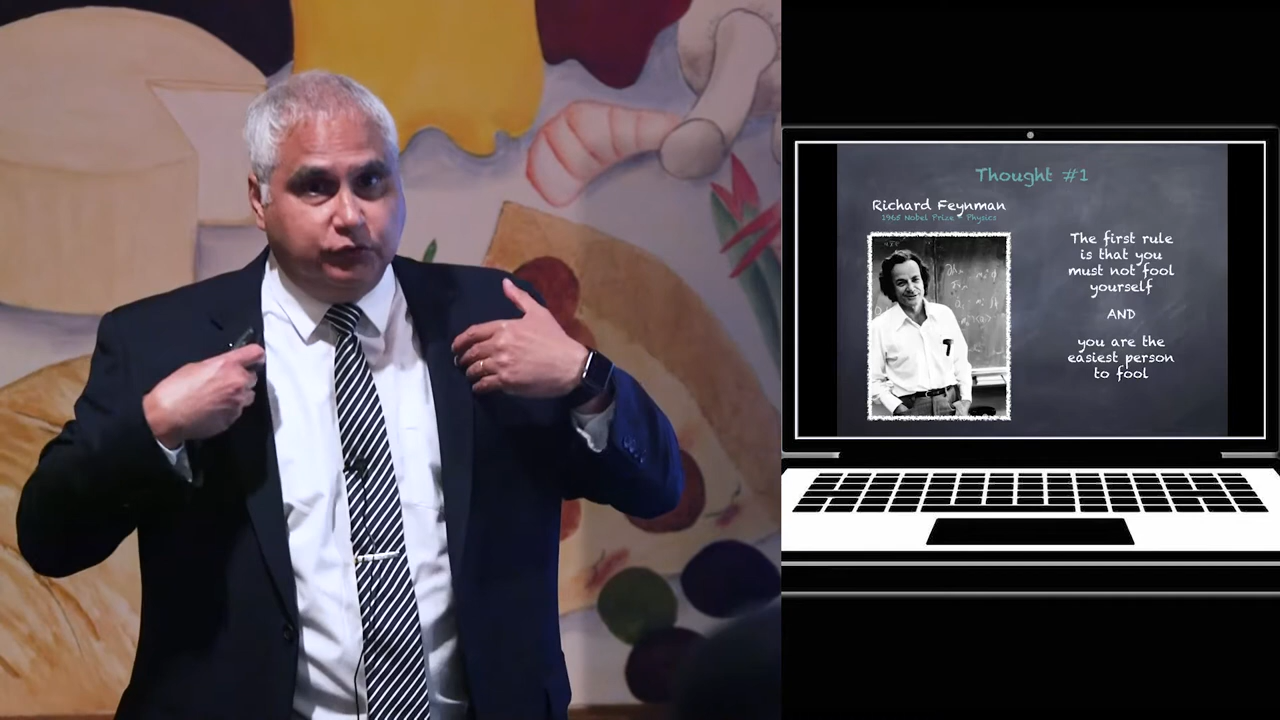 Thought #1
Richard Feynman
1965 Nobel Prize - Physics
The first rule
is that you
must not fool
yourself
AND
you are the
easiest person
to fool